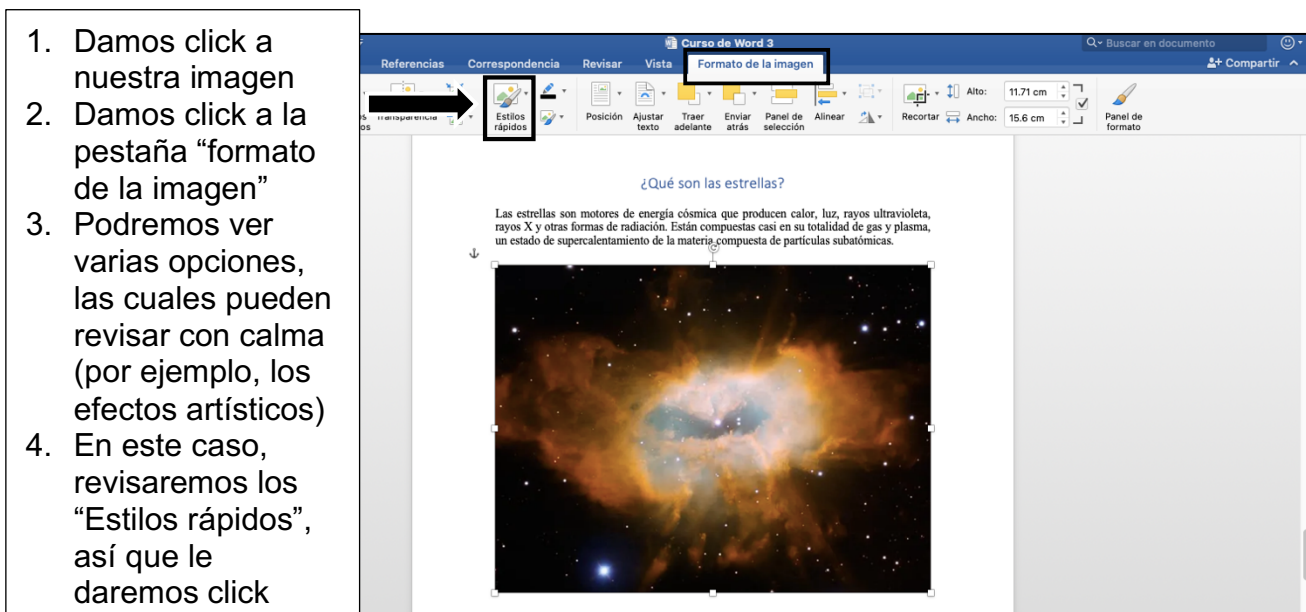 1. Damos click a
nuestra imagen
2. Damos click a la
pestaña “formato
de la imagen”
3. Podremos ver
varias opciones,
las cuales pueden
revisar con calma
(por ejemplo, los
efectos artísticos)
4. En este caso,
revisaremos los
“Estilos rápidos”,
así que le
daremos click
Curso de Word 3
Buscar en documento
Referencias Correspondencia Revisar Vista Formato de la imagen
Compartir
Transparencia
Estilos
rápidos
Posición
Ajustar
texto
Traer
adelante
Enviar
atrás
Panel de
selección
Alinear
Recortar
Alto: 11.71 cm
Ancho: 15.6 cm
Panel de
formato
¿Qué son las estrellas?
Las estrellas son motores de energía cósmica que producen calor, luz, rayos ultravioleta,
rayos X y otras formas de radiación. Están compuestas casi en su totalidad de gas y plasma,
un estado de supercalentamiento de la materia compuesta de partículas subatómicas.